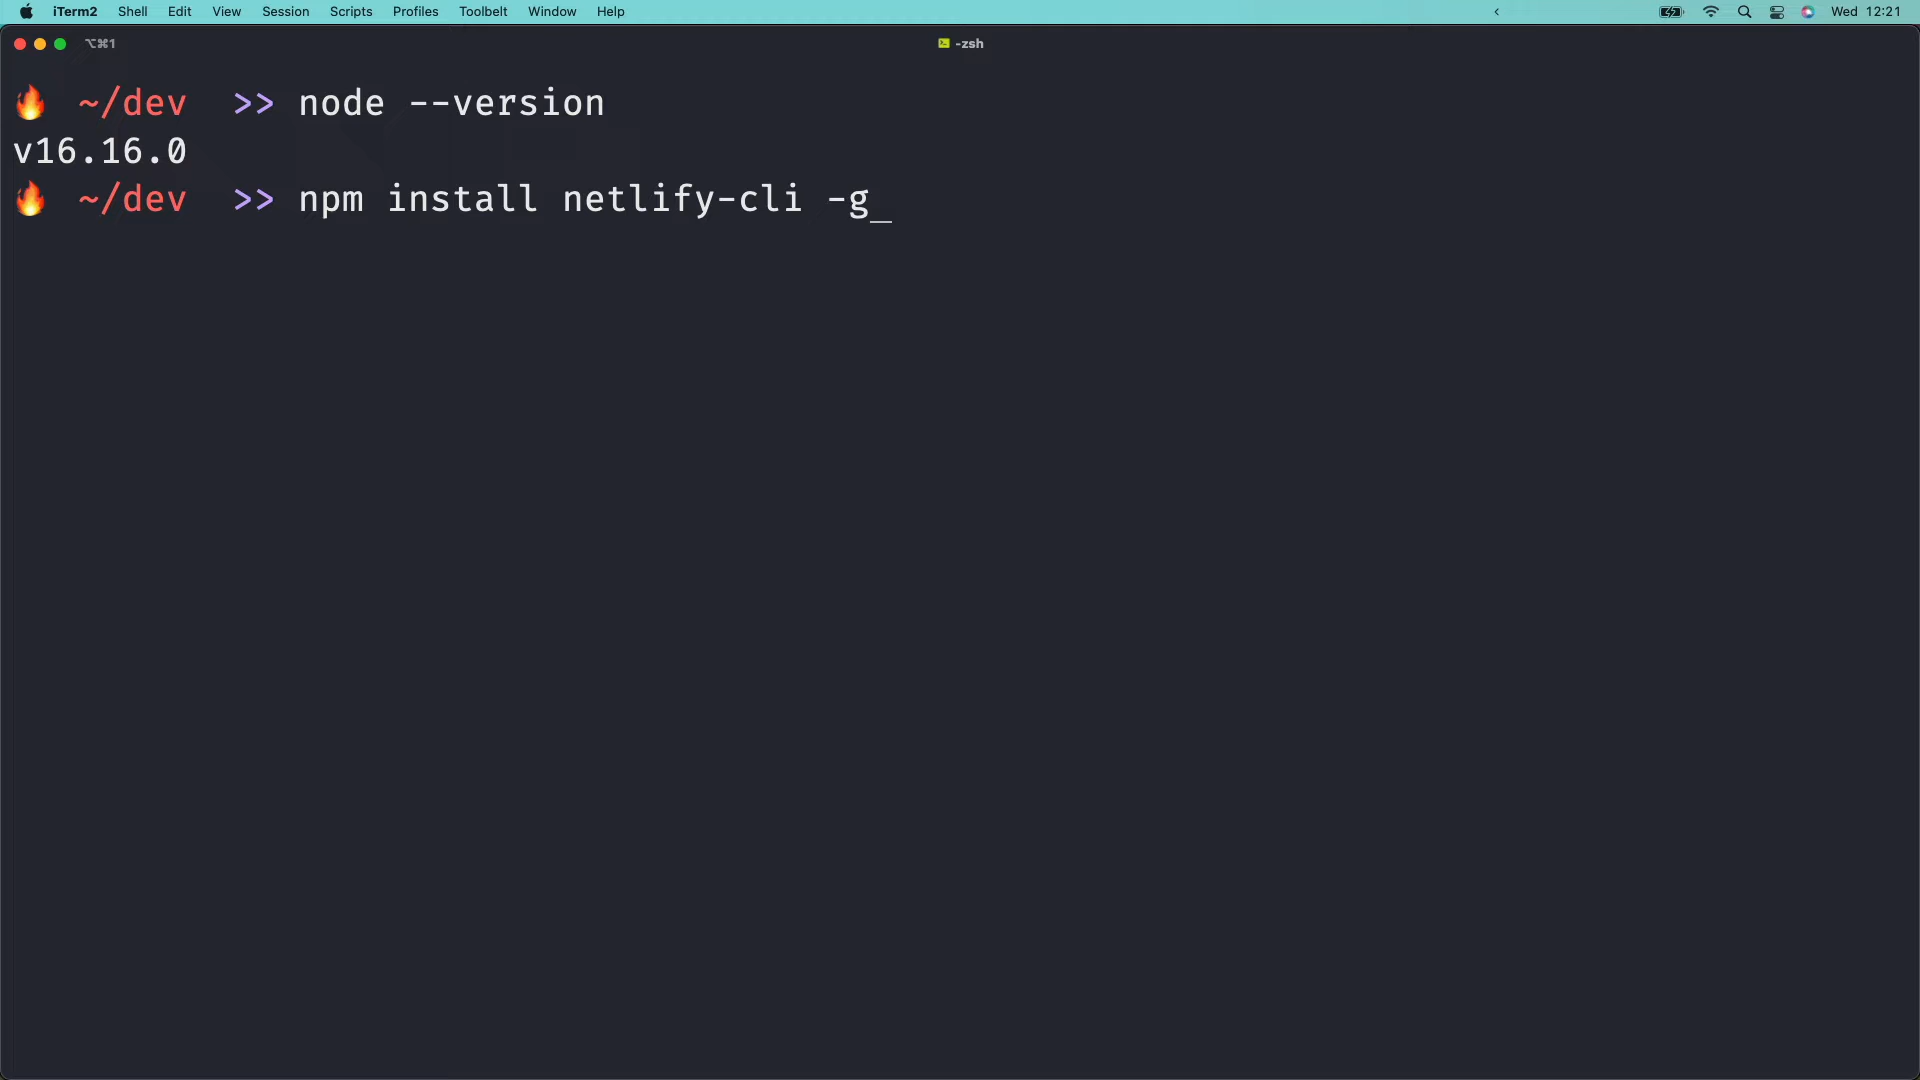 iTerm2 Shell Edit View Session Scripts Profiles Toolbelt Window Help Wed 12:21
⌥⌘1 -zsh
🔥 ~/dev >> node --version
v16.16.0
🔥 ~/dev >> npm install netlify-cli -g_